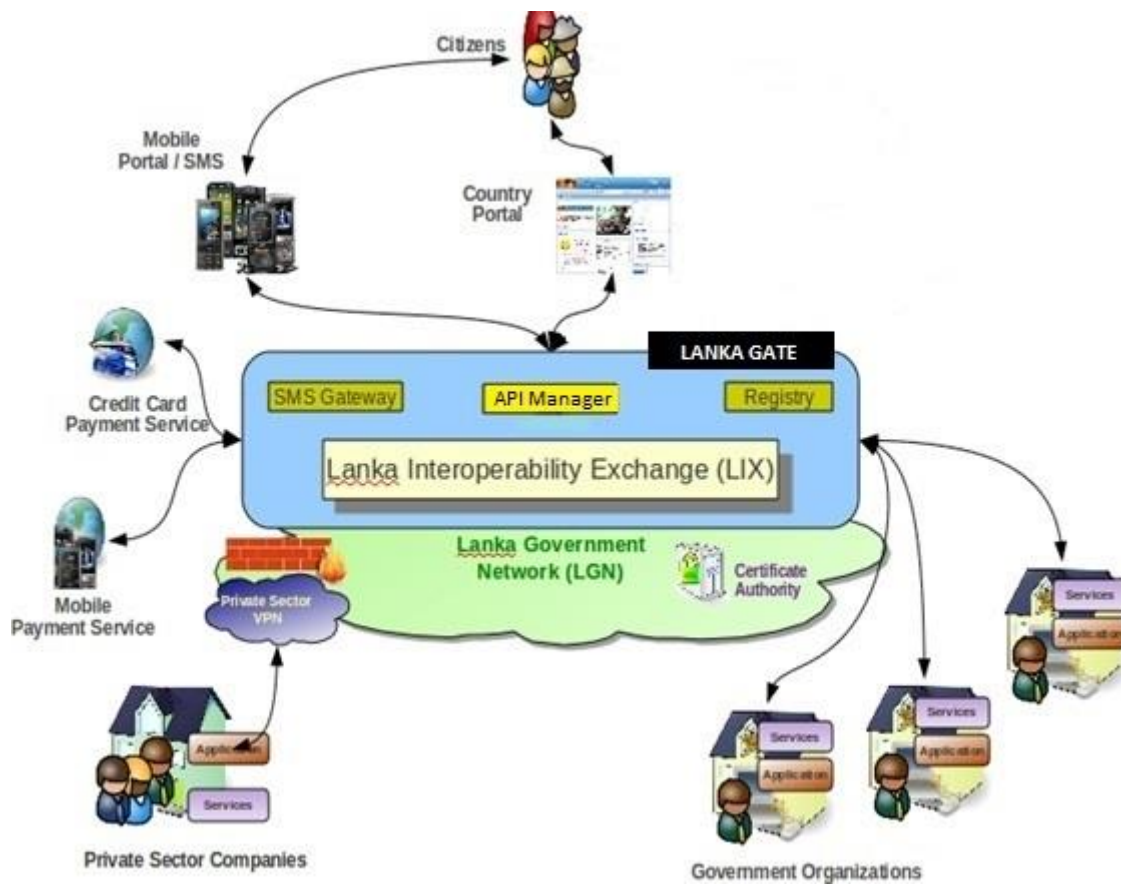 Citizens
Mobile
Portal / SMS
Country
Portal
LANKA GATE
Credit Card
Payment Service
SMS Gateway
API Manager
Registry
Lanka Interoperability Exchange (LIX)
Mobile
Payment Service
Lanka Government
Network (LGN)
Certificate
Authority
Private Sector
VPN
Services
Application
Services
Application
Services
Application
Application
Services
Private Sector Companies
Government Organizations